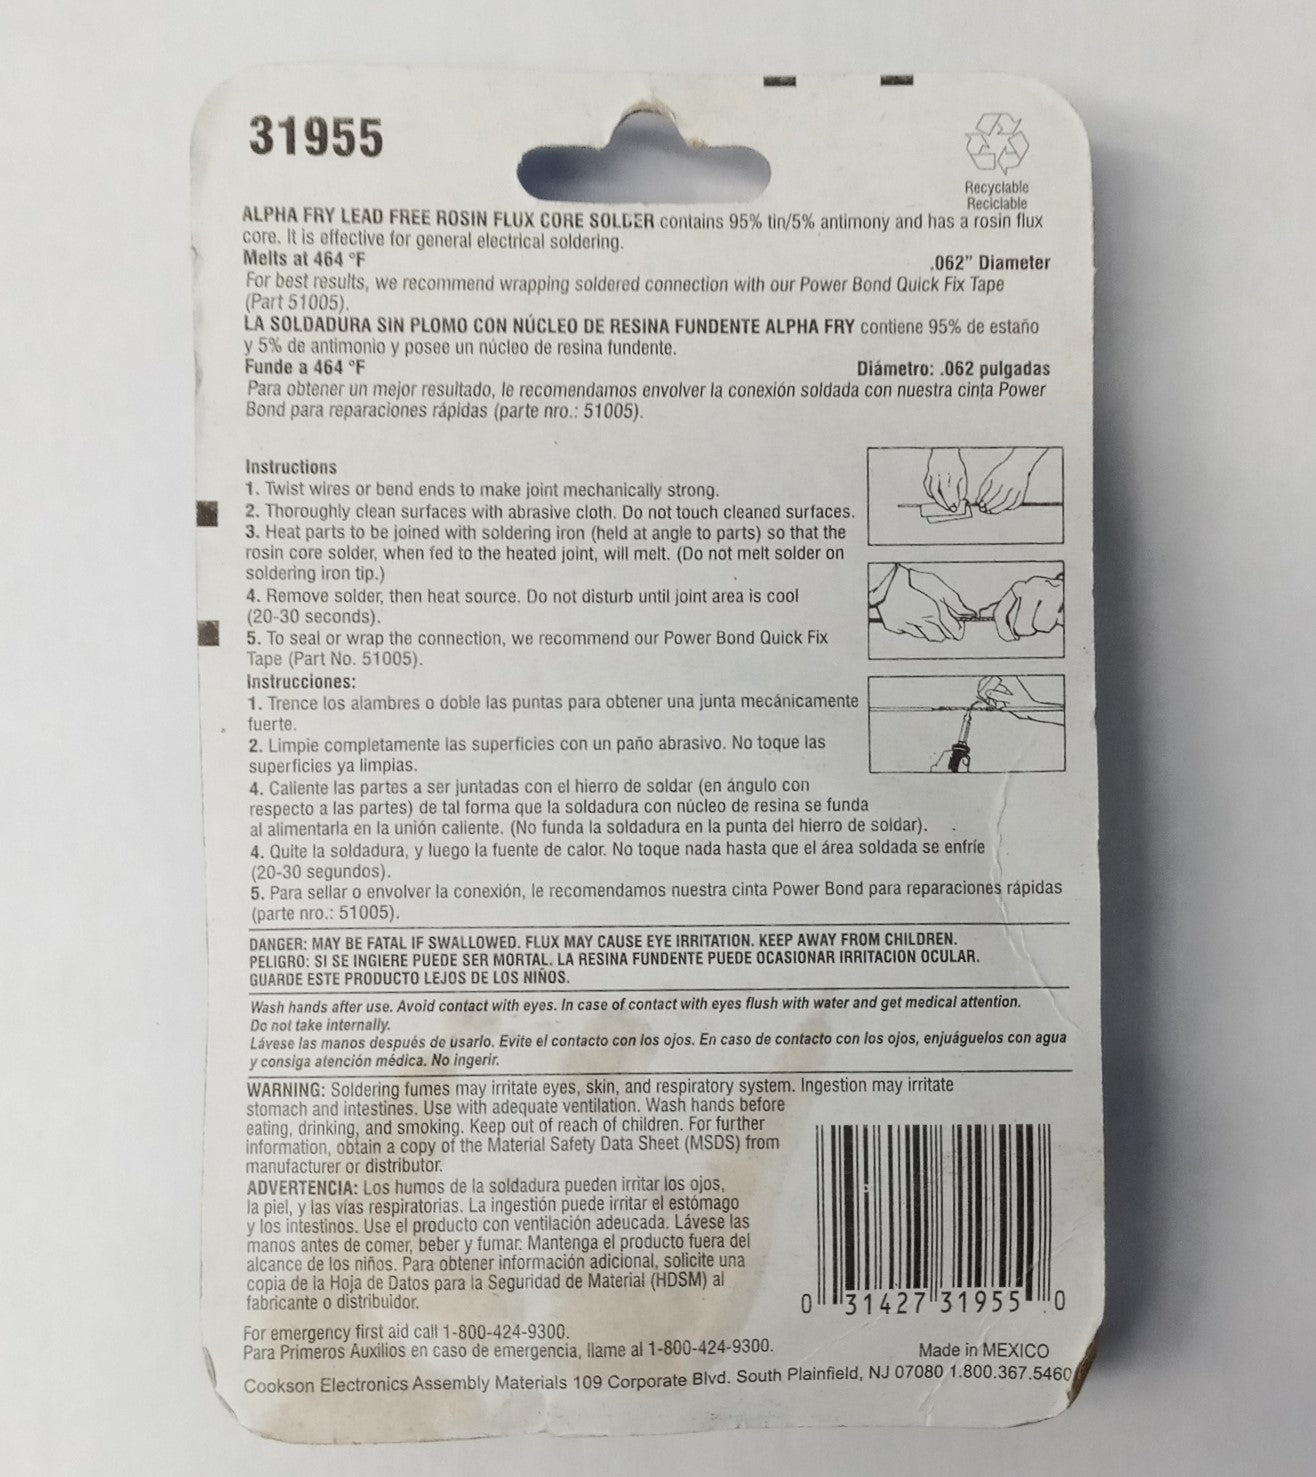 31955
Recyclable
Reciclable
ALPHA FRY LEAD FREE ROSIN FLUX CORE SOLDER contains 95% tin/5% antimony and has a rosin flux
core. It is effective for general electrical soldering.
Melts at 464 °F .062” Diameter
For best results, we recommend wrapping soldered connection with our Power Bond Quick Fix Tape
(Part 51005).
LA SOLDADURA SIN PLOMO CON NÚCLEO DE RESINA FUNDENTE ALPHA FRY contiene 95% de estaño
y 5% de antimonio y posee un núcleo de resina fundente.
Funde a 464 °F Diámetro: .062 pulgadas
Para obtener un mejor resultado, le recomendamos envolver la conexión soldada con nuestra cinta Power
Bond para reparaciones rápidas (parte nro.: 51005).
Instructions
1. Twist wires or bend ends to make joint mechanically strong.
2. Thoroughly clean surfaces with abrasive cloth. Do not touch cleaned surfaces.
3. Heat parts to be joined with soldering iron (held at angle to parts) so that the
rosin core solder, when fed to the heated joint, will melt. (Do not melt solder on
soldering iron tip.)
4. Remove solder, then heat source. Do not disturb until joint area is cool
(20-30 seconds).
5. To seal or wrap the connection, we recommend our Power Bond Quick Fix
Tape (Part No. 51005).
Instrucciones:
1. Trence los alambres o doble las puntas para obtener una junta mecánicamente
fuerte.
2. Limpie completamente las superficies con un paño abrasivo. No toque las
superficies ya limpias.
4. Caliente las partes a ser juntadas con el hierro de soldar (en ángulo con
respecto a las partes) de tal forma que la soldadura con núcleo de resina se funda
al alimentarla en la unión caliente. (No funda la soldadura en la punta del hierro de soldar).
4. Quite la soldadura, y luego la fuente de calor. No toque nada hasta que el área soldada se enfríe
(20-30 segundos).
5. Para sellar o envolver la conexión, le recomendamos nuestra cinta Power Bond para reparaciones rápidas
(parte nro.: 51005).
DANGER: MAY BE FATAL IF SWALLOWED. FLUX MAY CAUSE EYE IRRITATION. KEEP AWAY FROM CHILDREN.
PELIGRO: SI SE INGIERE PUEDE SER MORTAL. LA RESINA FUNDENTE PUEDE OCASIONAR IRRITACION OCULAR.
GUARDE ESTE PRODUCTO LEJOS DE LOS NIÑOS.
Wash hands after use. Avoid contact with eyes. In case of contact with eyes flush with water and get medical attention.
Do not take internally.
Lávese las manos después de usarlo. Evite el contacto con los ojos. En caso de contacto con los ojos, enjuáguelos con agua
y consiga atención médica. No ingerir.
WARNING: Soldering fumes may irritate eyes, skin, and respiratory system. Ingestion may irritate
stomach and intestines. Use with adequate ventilation. Wash hands before
eating, drinking, and smoking. Keep out of reach of children. For further
information, obtain a copy of the Material Safety Data Sheet (MSDS) from
manufacturer or distributor.
ADVERTENCIA: Los humos de la soldadura pueden irritar los ojos,
la piel, y las vías respiratorias. La ingestión puede irritar el estómago
y los intestinos. Use el producto con ventilación adeucada. Lávese las
manos antes de comer, beber y fumar. Mantenga el producto fuera del
alcance de los niños. Para obtener información adicional, solicite una
copia de la Hoja de Datos para la Seguridad de Material (HDSM) al
fabricante o distribuidor.
0 31427 31955 0
For emergency first aid call 1-800-424-9300.
Para Primeros Auxilios en caso de emergencia, llame al 1-800-424-9300.
Made in MEXICO
Cookson Electronics Assembly Materials 109 Corporate Blvd. South Plainfield, NJ 07080 1.800.367.5460